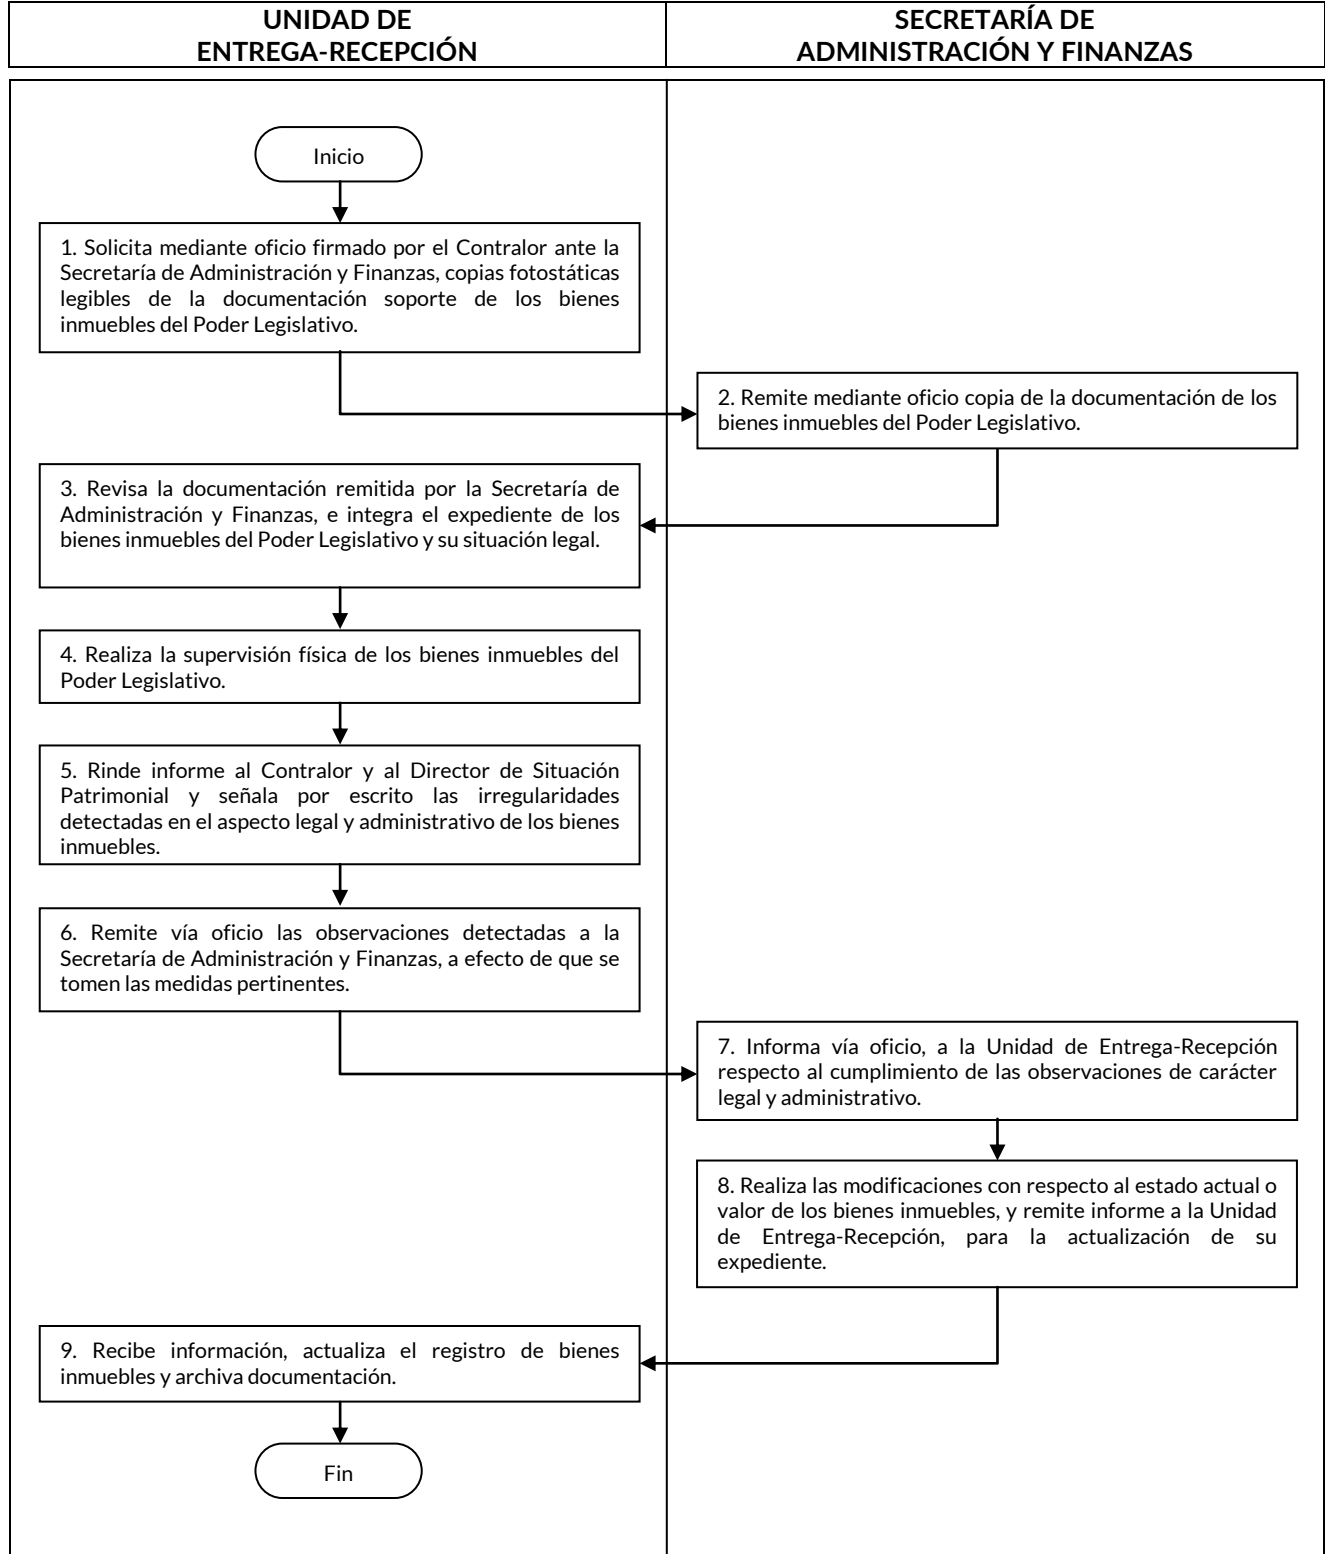 UNIDAD DE
ENTREGA-RECEPCIÓN
SECRETARÍA DE
ADMINISTRACIÓN Y FINANZAS
Inicio
1. Solicita mediante oficio firmado por el Contralor ante la
Secretaría de Administración y Finanzas, copias fotostáticas
legibles de la documentación soporte de los bienes
inmuebles del Poder Legislativo.
2. Remite mediante oficio copia de la documentación de los
bienes inmuebles del Poder Legislativo.
3. Revisa la documentación remitida por la Secretaría de
Administración y Finanzas, e integra el expediente de los
bienes inmuebles del Poder Legislativo y su situación legal.
4. Realiza la supervisión física de los bienes inmuebles del
Poder Legislativo.
5. Rinde informe al Contralor y al Director de Situación
Patrimonial y señala por escrito las irregularidades
detectadas en el aspecto legal y administrativo de los bienes
inmuebles.
6. Remite vía oficio las observaciones detectadas a la
Secretaría de Administración y Finanzas, a efecto de que se
tomen las medidas pertinentes.
7. Informa vía oficio, a la Unidad de Entrega-Recepción
respecto al cumplimiento de las observaciones de carácter
legal y administrativo.
8. Realiza las modificaciones con respecto al estado actual o
valor de los bienes inmuebles, y remite informe a la Unidad
de Entrega-Recepción, para la actualización de su
expediente.
9. Recibe información, actualiza el registro de bienes
inmuebles y archiva documentación.
Fin